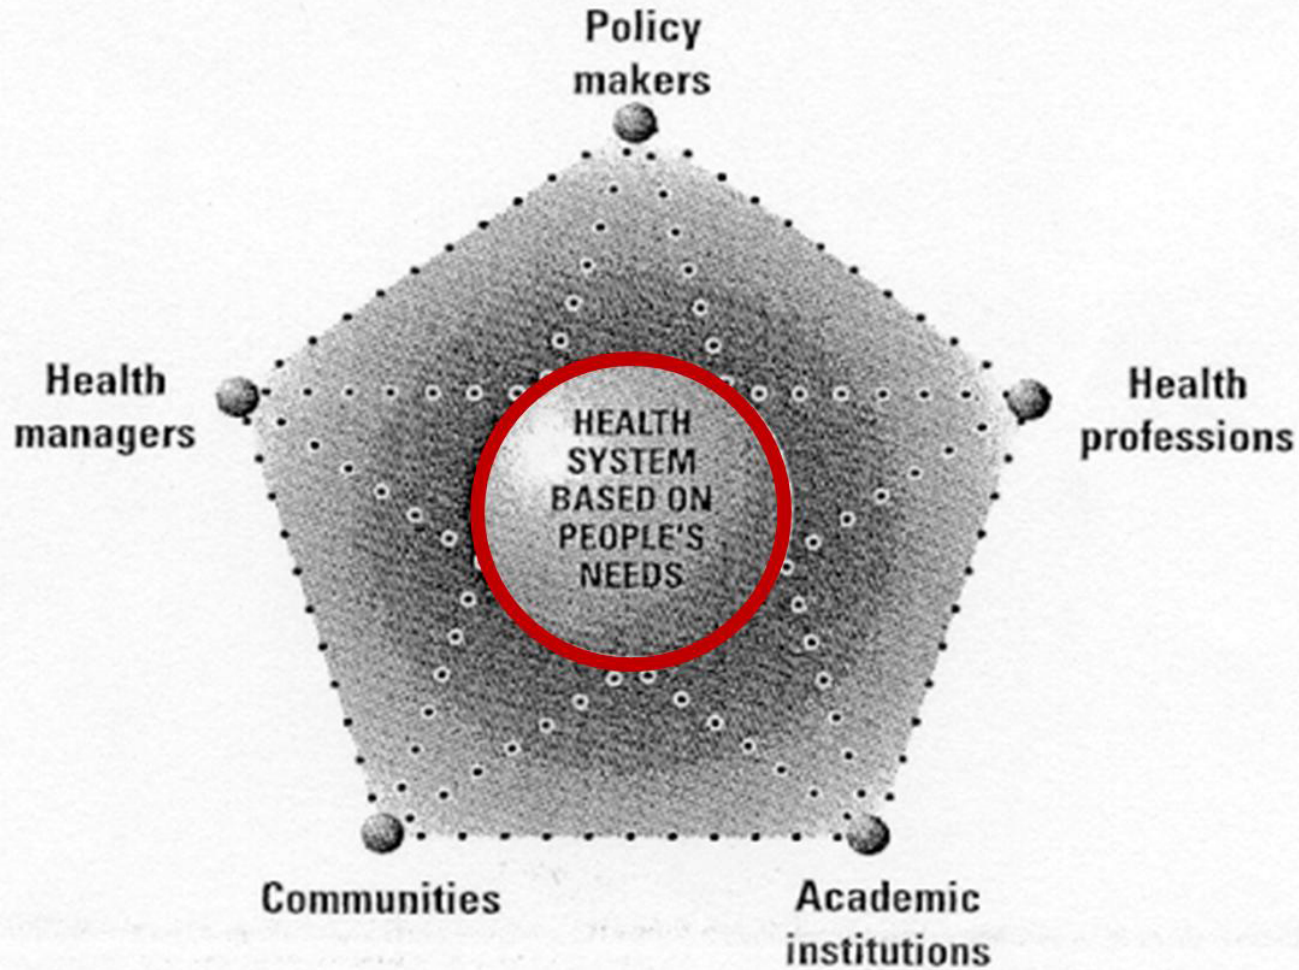 Policy
makers
Health
managers
Health
professions
HEALTH
SYSTEM
BASED ON
PEOPLE'S
NEEDS
Communities
Academic
institutions